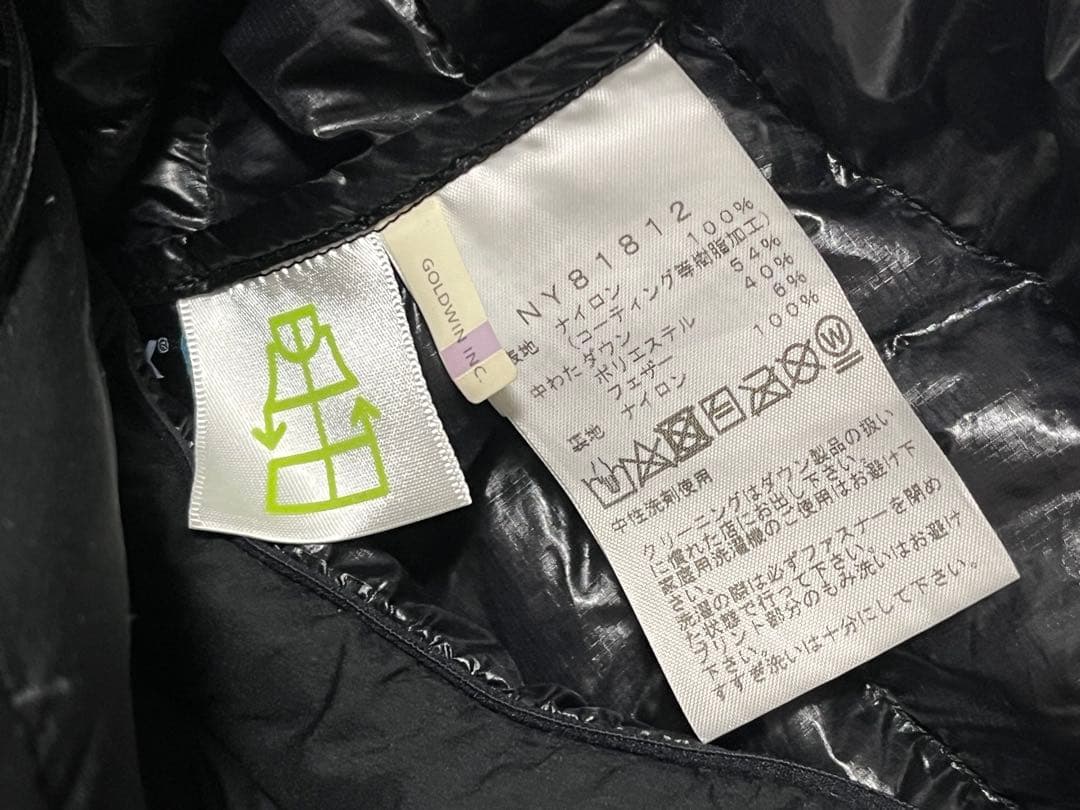 GOLDWIN INC.
NY81812
表地 ナイロン 100%
(コーティング等樹脂加工)
中わた ダウン 54%
ポリエステル 40%
フェザー 6%
裏地 ナイロン 100%
W
中性洗剤使用
クリーニングはダウン製品の扱い
に慣れた店にお出し下さい。
家庭用洗濯機のご使用はお避け下
さい。
洗濯の際は必ずファスナーを閉め
た状態で行って下さい。
プリント部分のもみ洗いはお避け
下さい。
すすぎ洗いは十分にして下さい。